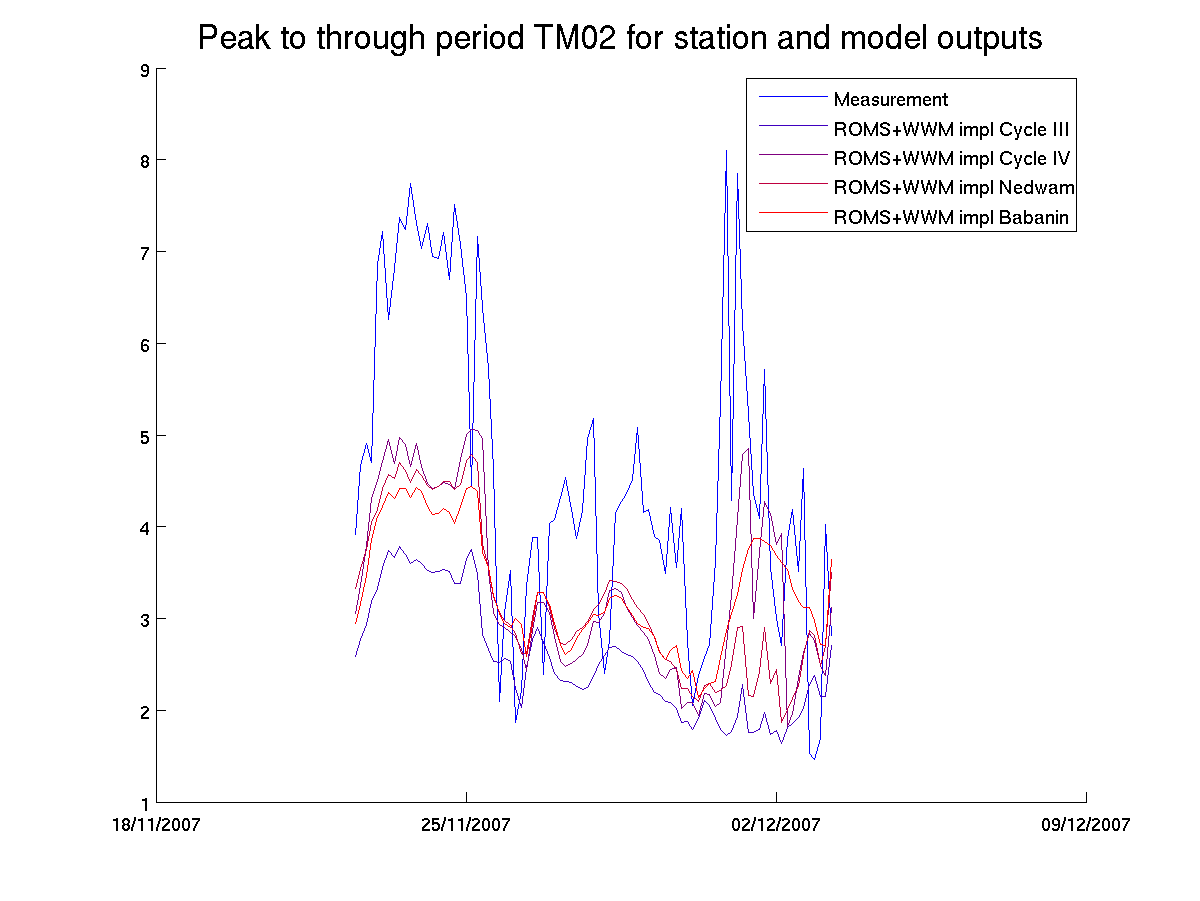 Peak to through period TM02 for station and model outputs
9
8
7
6
5
4
3
2
1
Measurement
ROMS+WWM impl Cycle III
ROMS+WWM impl Cycle IV
ROMS+WWM impl Nedwam
ROMS+WWM impl Babanin
18/11/2007
25/11/2007
02/12/2007
09/12/2007